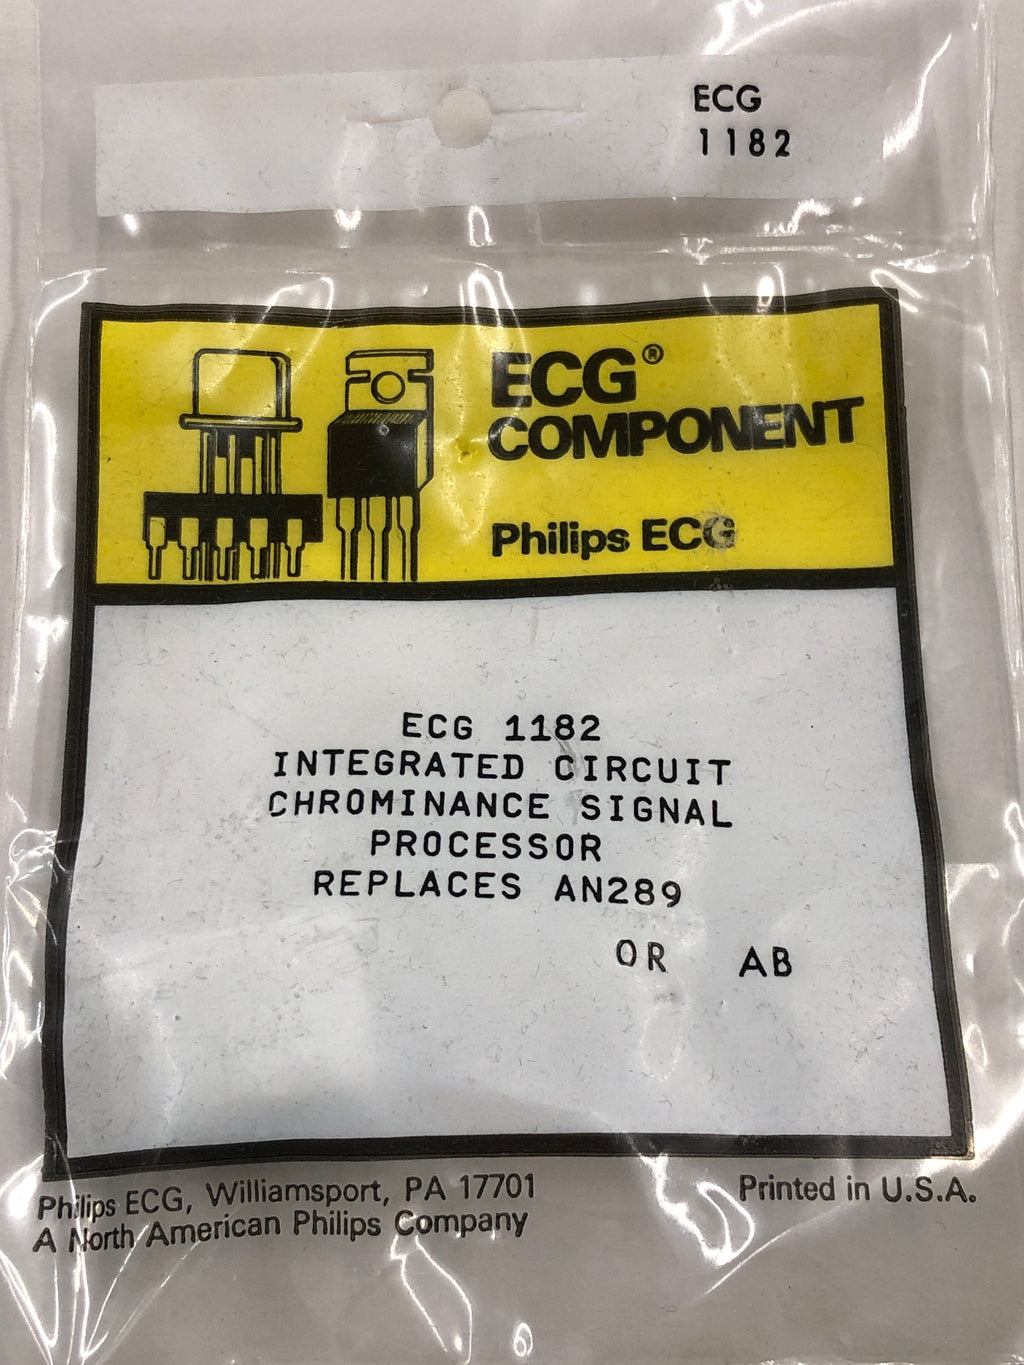 ECG
1182
ECG®
COMPONENT
Philips ECG
ECG 1182
INTEGRATED CIRCUIT
CHROMINANCE SIGNAL
PROCESSOR
REPLACES AN289
OR AB
Philips ECG, Williamsport, PA 17701
A North American Philips Company
Printed in U.S.A.